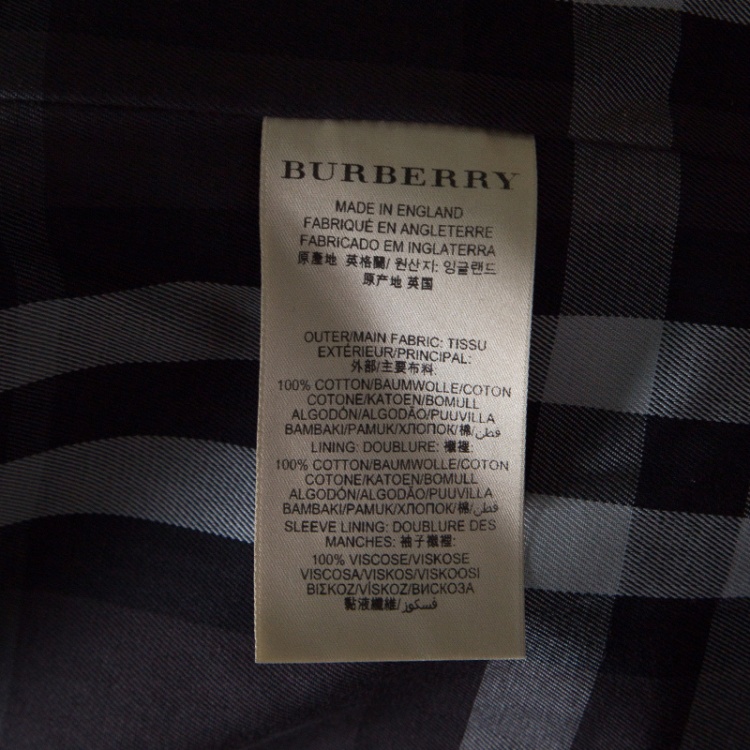 BURBERRY
MADE IN ENGLAND
FABRIQUÉ EN ANGLETERRE
FABRICADO EM INGLATERRA
原產地 英格蘭/ 원산지: 잉글랜드
原产地 英国
OUTER/MAIN FABRIC: TISSU
EXTÉRIEUR/PRINCIPAL:
外部/主要布料:
100% COTTON/BAUMWOLLE/COTON
COTONE/KATOEN/BOMULL
ALGODÓN/ALGODÃO/PUUVILLA
BAMBAKI/PAMUK/ХЛОПОК/棉/قطن
LINING: DOUBLURE: 襯裡:
100% COTTON/BAUMWOLLE/COTON
COTONE/KATOEN/BOMULL
ALGODÓN/ALGODÃO/PUUVILLA
BAMBAKI/PAMUK/ХЛОПОК/棉/قطن
SLEEVE LINING: DOUBLURE DES
MANCHES: 袖子襯裡:
100% VISCOSE/VISKOSE
VISCOSA/VISKOS/VISKOOSI
ΒΙΣΚΟΖ/VÍSKOZ/ВИСКОЗА
黏液纖維/فسكوز